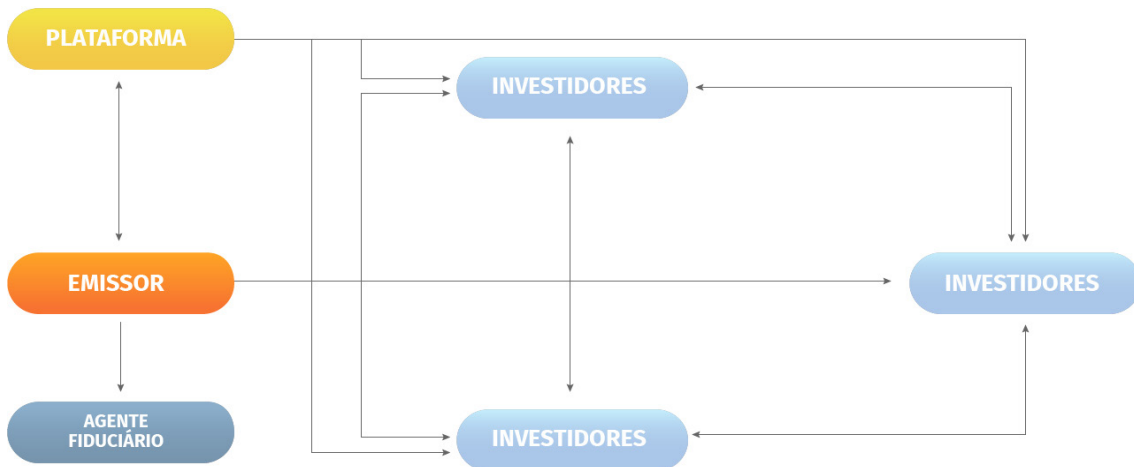 PLATAFORMA
INVESTIDORES
EMISSOR
INVESTIDORES
AGENTE
FIDUCIÁRIO
INVESTIDORES